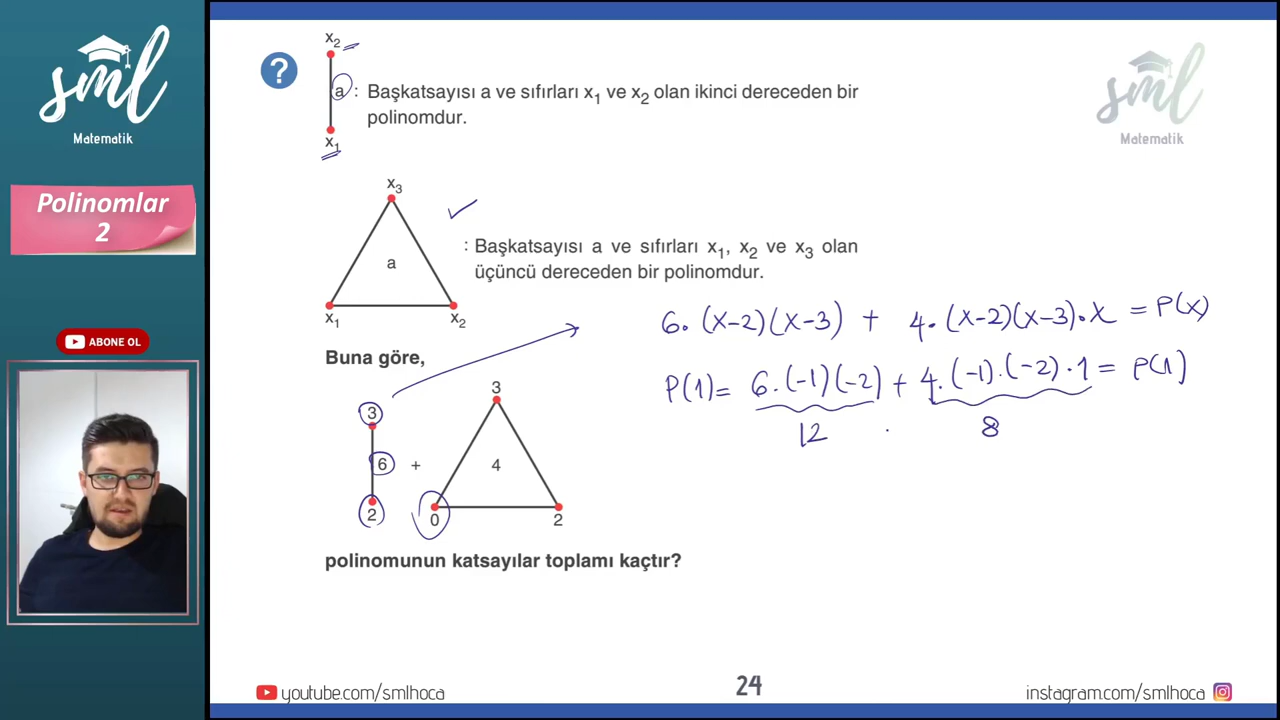 sml
Matematik
Polinomlar
2
ABONE OL
?
x2
a : Başkatsayısı a ve sıfırları x1 ve x2 olan ikinci dereceden bir
polinomdur.
x1
sml
Matematik
x3
a
: Başkatsayısı a ve sıfırları x1, x2 ve x3 olan
üçüncü dereceden bir polinomdur.
x1 x2
6.(x-2)(x-3) + 4.(x-2)(x-3).x = P(x)
Buna göre,
P(1)= 6.(-1)(-2) + 4.(-1).(-2).1 = P(1)
12 8
3 3
6 + 4
2 0 2
polinomunun katsayılar toplamı kaçtır?
youtube.com/smlhoca
24
instagram.com/smlhoca